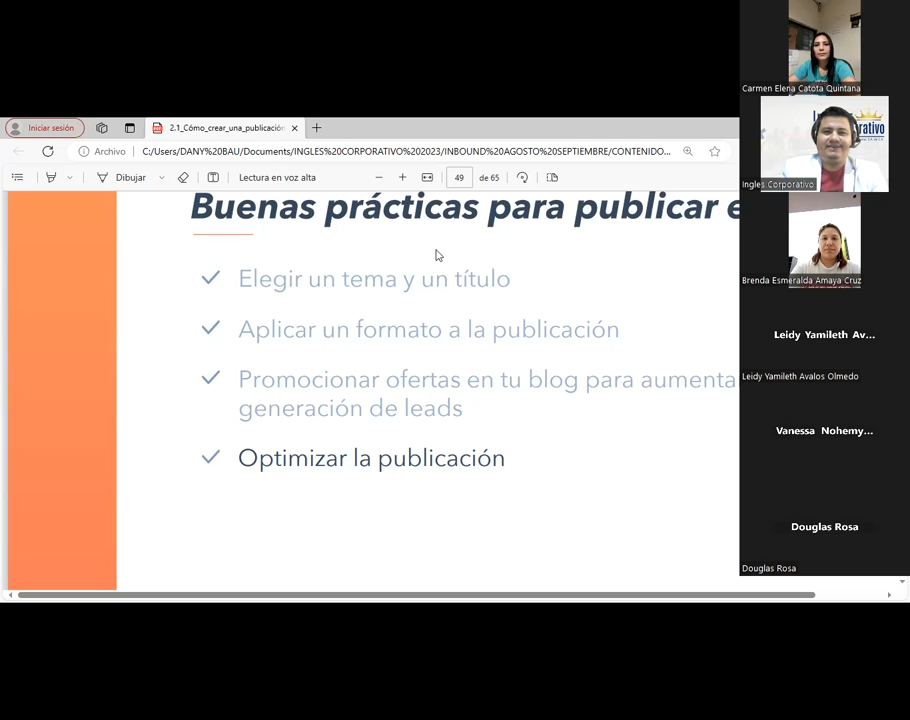 Carmen Elena Catota Quintana
Iniciar sesión
2.1_Cómo_crear_una_publicación
Archivo
C:/Users/DANY%20BAU/Documents/INGLES%20CORPORATIVO%202023/INBOUND%20AGOSTO%20SEPTIEMBRE/CONTENIDO...
Dibujar
Lectura en voz alta
49
de 65
Ingles Corporativo
Buenas prácticas para publicar e
Elegir un tema y un título
Aplicar un formato a la publicación
Promocionar ofertas en tu blog para aumenta
generación de leads
Optimizar la publicación
Brenda Esmeralda Amaya Cruz
Leidy Yamileth Av...
Leidy Yamileth Avalos Olmedo
Vanessa Nohemy...
Douglas Rosa
Douglas Rosa